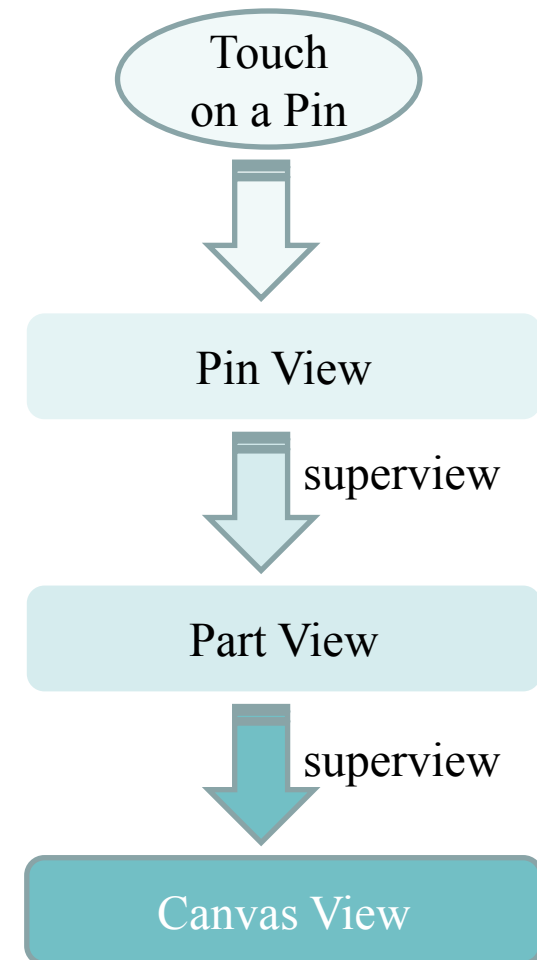 Touch
on a Pin
Pin View
superview
Part View
superview
Canvas View